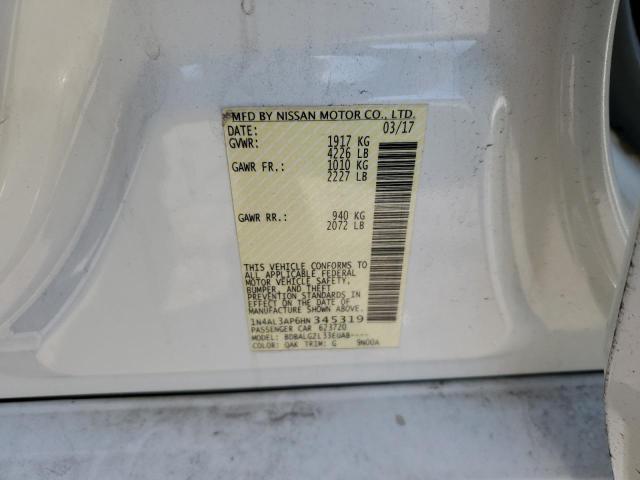 MFD BY NISSAN MOTOR CO., LTD.
DATE: 03/17
GVWR: 1917 KG
4226 LB
GAWR FR.: 1010 KG
2227 LB
GAWR RR.: 940 KG
2072 LB
THIS VEHICLE CONFORMS TO
ALL APPLICABLE FEDERAL
MOTOR VEHICLE SAFETY,
BUMPER, AND THEFT
PREVENTION STANDARDS IN
EFFECT ON THE DATE OF
MANUFACTURE SHOWN ABOVE.
1N4AL3AP6HN345319
PASSENGER CAR 623720
MODEL: BDBALGZL33EUAB----
COLOR: QAK TRIM: G 9N00A